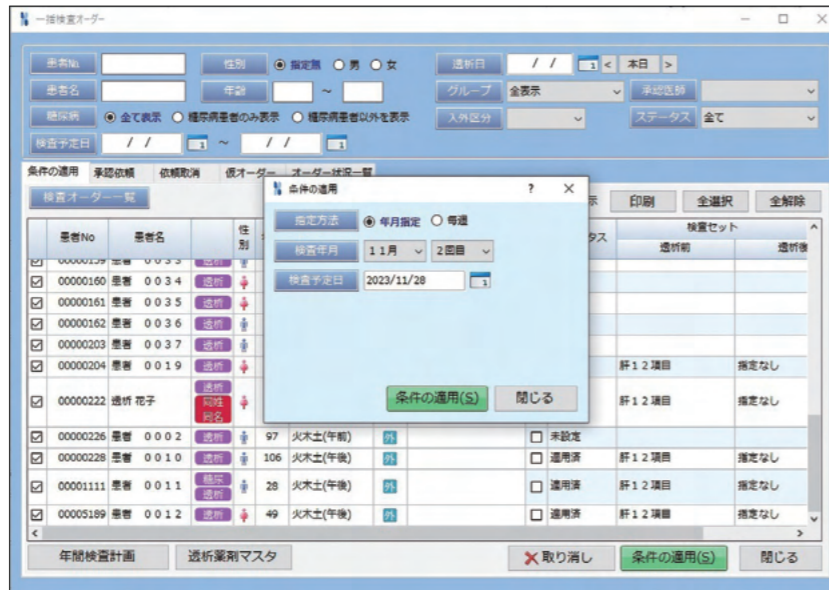 一括検査オーダー
患者No 性別 指定無 男 女 透析日 / / 1 < 本日 >
患者名 年齢 ~ グループ 全表示 承認医師
糖尿病 全て表示 糖尿病患者のみ表示 糖尿病患者以外を表示 入外区分 ステータス 全て
検査予定日 / / 1 ~ / / 1
条件の適用 承認依頼 依頼取消 仮オーダー オーダー状況一覧
検査オーダー一覧 示 印刷 全選択 全解除
患者No 患者名 性別 タス 検査セット
透析前 透析後
00000159 患者 0033 透析
00000160 患者 0034 透析
00000161 患者 0035 透析
00000162 患者 0036 透析
00000203 患者 0037 透析
00000204 患者 0019 透析 肝12項目 指定なし
00000222 透析 花子 透析 同姓同名 肝12項目 指定なし
00000226 患者 0002 透析 97 火木土(午前) 外 未設定
00000228 患者 0010 透析 106 火木土(午後) 外 適用済 肝12項目 指定なし
00001111 患者 0011 糖尿 透析 28 火木土(午後) 外 適用済 肝12項目 指定なし
00005189 患者 0012 透析 49 火木土(午後) 外 適用済 肝12項目 指定なし
年間検査計画 透析薬剤マスタ 取り消し 条件の適用(S) 閉じる
条件の適用 ?
指定方法 年月指定 毎週
検査年月 11月 2回目
検査予定日 2023/11/28 1
条件の適用(S) 閉じる